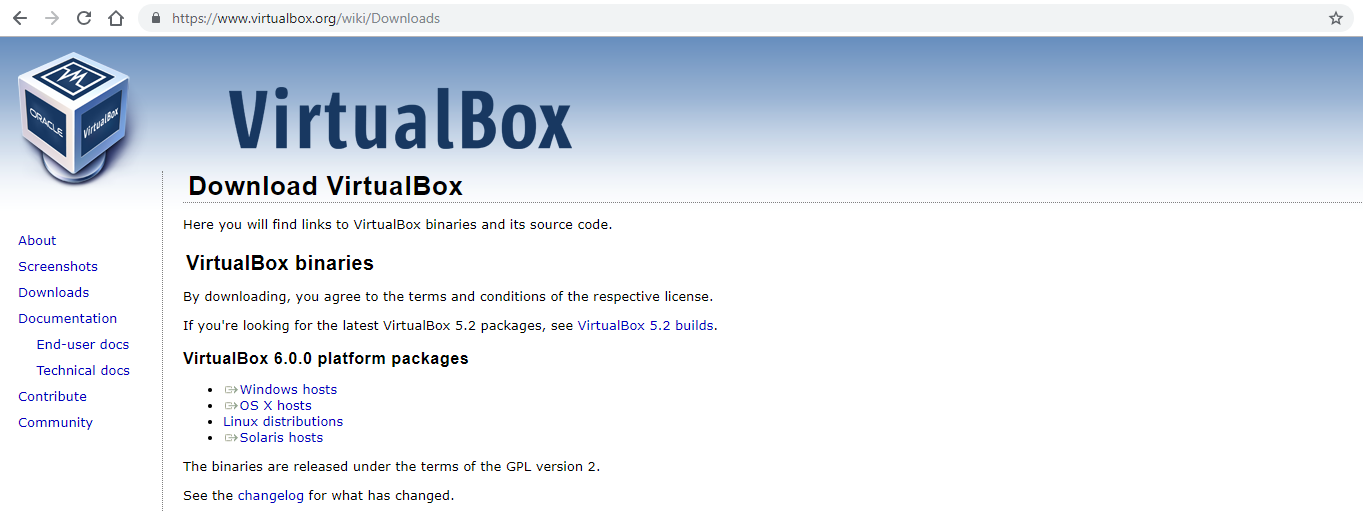 https://www.virtualbox.org/wiki/Downloads
ORACLE
VirtualBox
VirtualBox
Download VirtualBox
Here you will find links to VirtualBox binaries and its source code.
About
Screenshots
Downloads
Documentation
End-user docs
Technical docs
Contribute
Community
VirtualBox binaries
By downloading, you agree to the terms and conditions of the respective license.
If you're looking for the latest VirtualBox 5.2 packages, see VirtualBox 5.2 builds.
VirtualBox 6.0.0 platform packages
Windows hosts
OS X hosts
Linux distributions
Solaris hosts
The binaries are released under the terms of the GPL version 2.
See the changelog for what has changed.